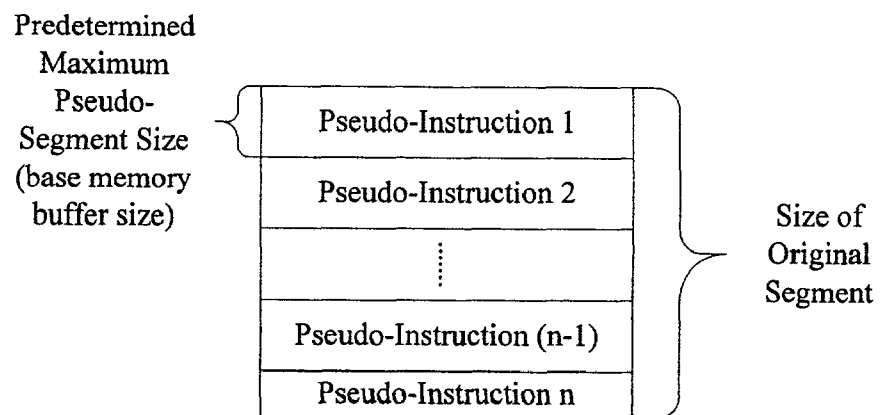 Predetermined
Maximum
Pseudo-
Segment Size
(base memory
buffer size)
Pseudo-Instruction 1
Pseudo-Instruction 2
Pseudo-Instruction (n-1)
Pseudo-Instruction n
Size of
Original
Segment